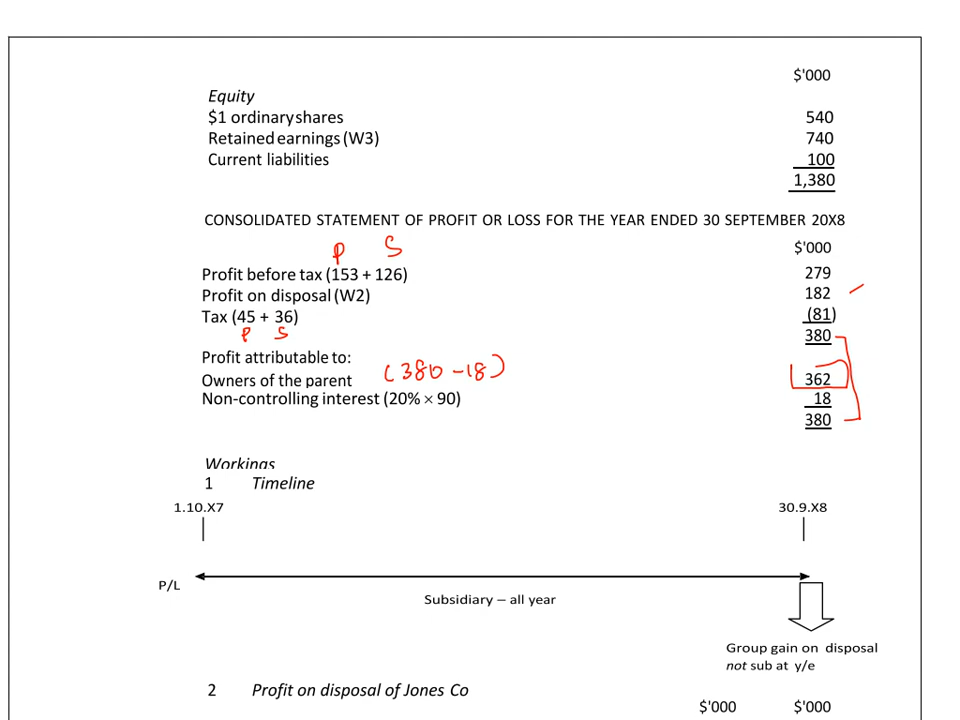 $'000
Equity
$1 ordinary shares 540
Retained earnings (W3) 740
Current liabilities 100
1,380
CONSOLIDATED STATEMENT OF PROFIT OR LOSS FOR THE YEAR ENDED 30 SEPTEMBER 20X8
P S
$'000
Profit before tax (153 + 126) 279
Profit on disposal (W2) 182
Tax (45 + 36) (81)
P S
380
Profit attributable to:
(380 - 18)
Owners of the parent 362
Non-controlling interest (20% × 90) 18
380
Workings
1 Timeline
1.10.X7 30.9.X8
P/L
Subsidiary – all year
Group gain on disposal
not sub at y/e
2 Profit on disposal of Jones Co
$'000 $'000